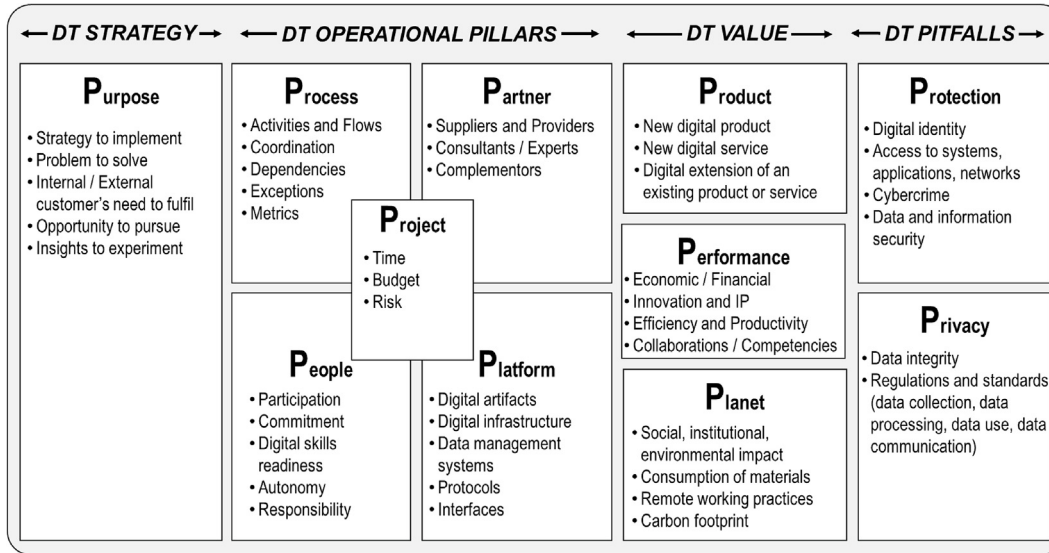 DT STRATEGY
DT OPERATIONAL PILLARS
DT VALUE
DT PITFALLS
Purpose
• Strategy to implement
• Problem to solve
• Internal / External
customer's need to fulfil
• Opportunity to pursue
• Insights to experiment
Process
• Activities and Flows
• Coordination
• Dependencies
• Exceptions
• Metrics
Partner
• Suppliers and Providers
• Consultants / Experts
• Complementors
Project
• Time
• Budget
• Risk
People
• Participation
• Commitment
• Digital skills
readiness
• Autonomy
• Responsibility
Platform
• Digital artifacts
• Digital infrastructure
• Data management
systems
• Protocols
• Interfaces
Product
• New digital product
• New digital service
• Digital extension of an
existing product or service
Performance
• Economic / Financial
• Innovation and IP
• Efficiency and Productivity
• Collaborations / Competencies
Planet
• Social, institutional,
environmental impact
• Consumption of materials
• Remote working practices
• Carbon footprint
Protection
• Digital identity
• Access to systems,
applications, networks
• Cybercrime
• Data and information
security
Privacy
• Data integrity
• Regulations and standards
(data collection, data
processing, data use, data
communication)